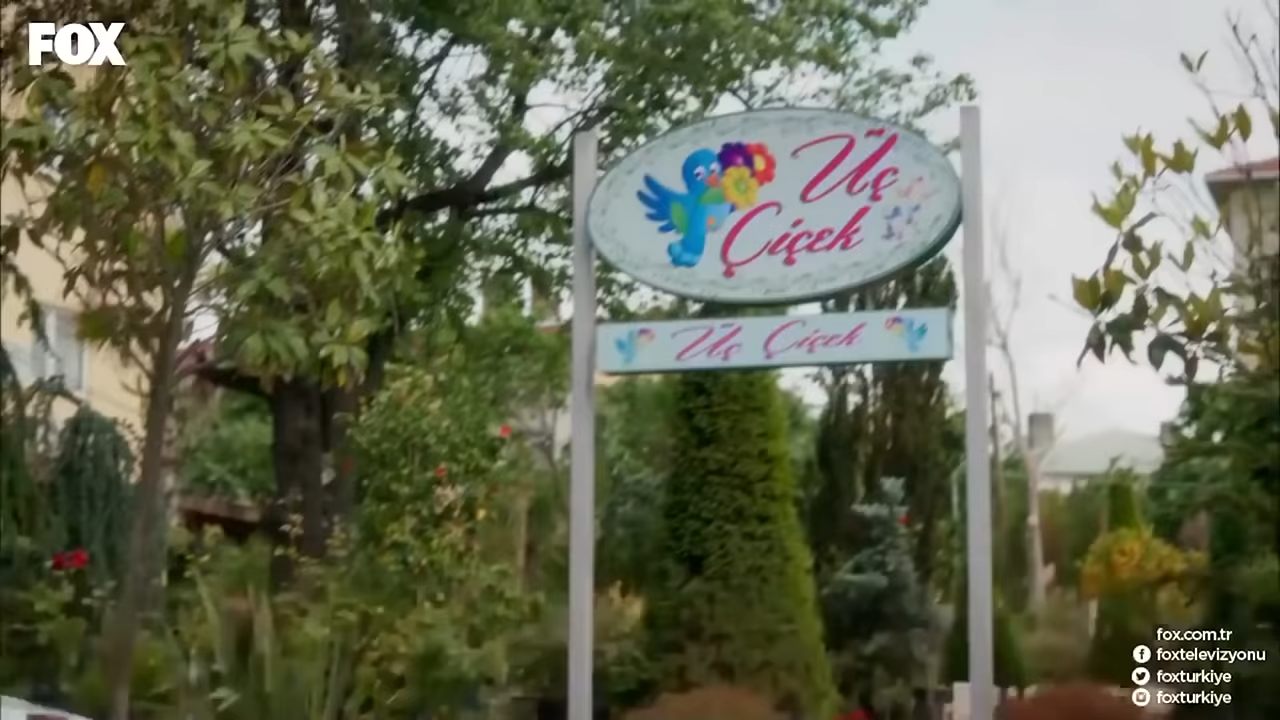 FOX
Üç
Çiçek
Üç Çiçek
fox.com.tr
foxtelevizyonu
foxturkiye
foxturkiye